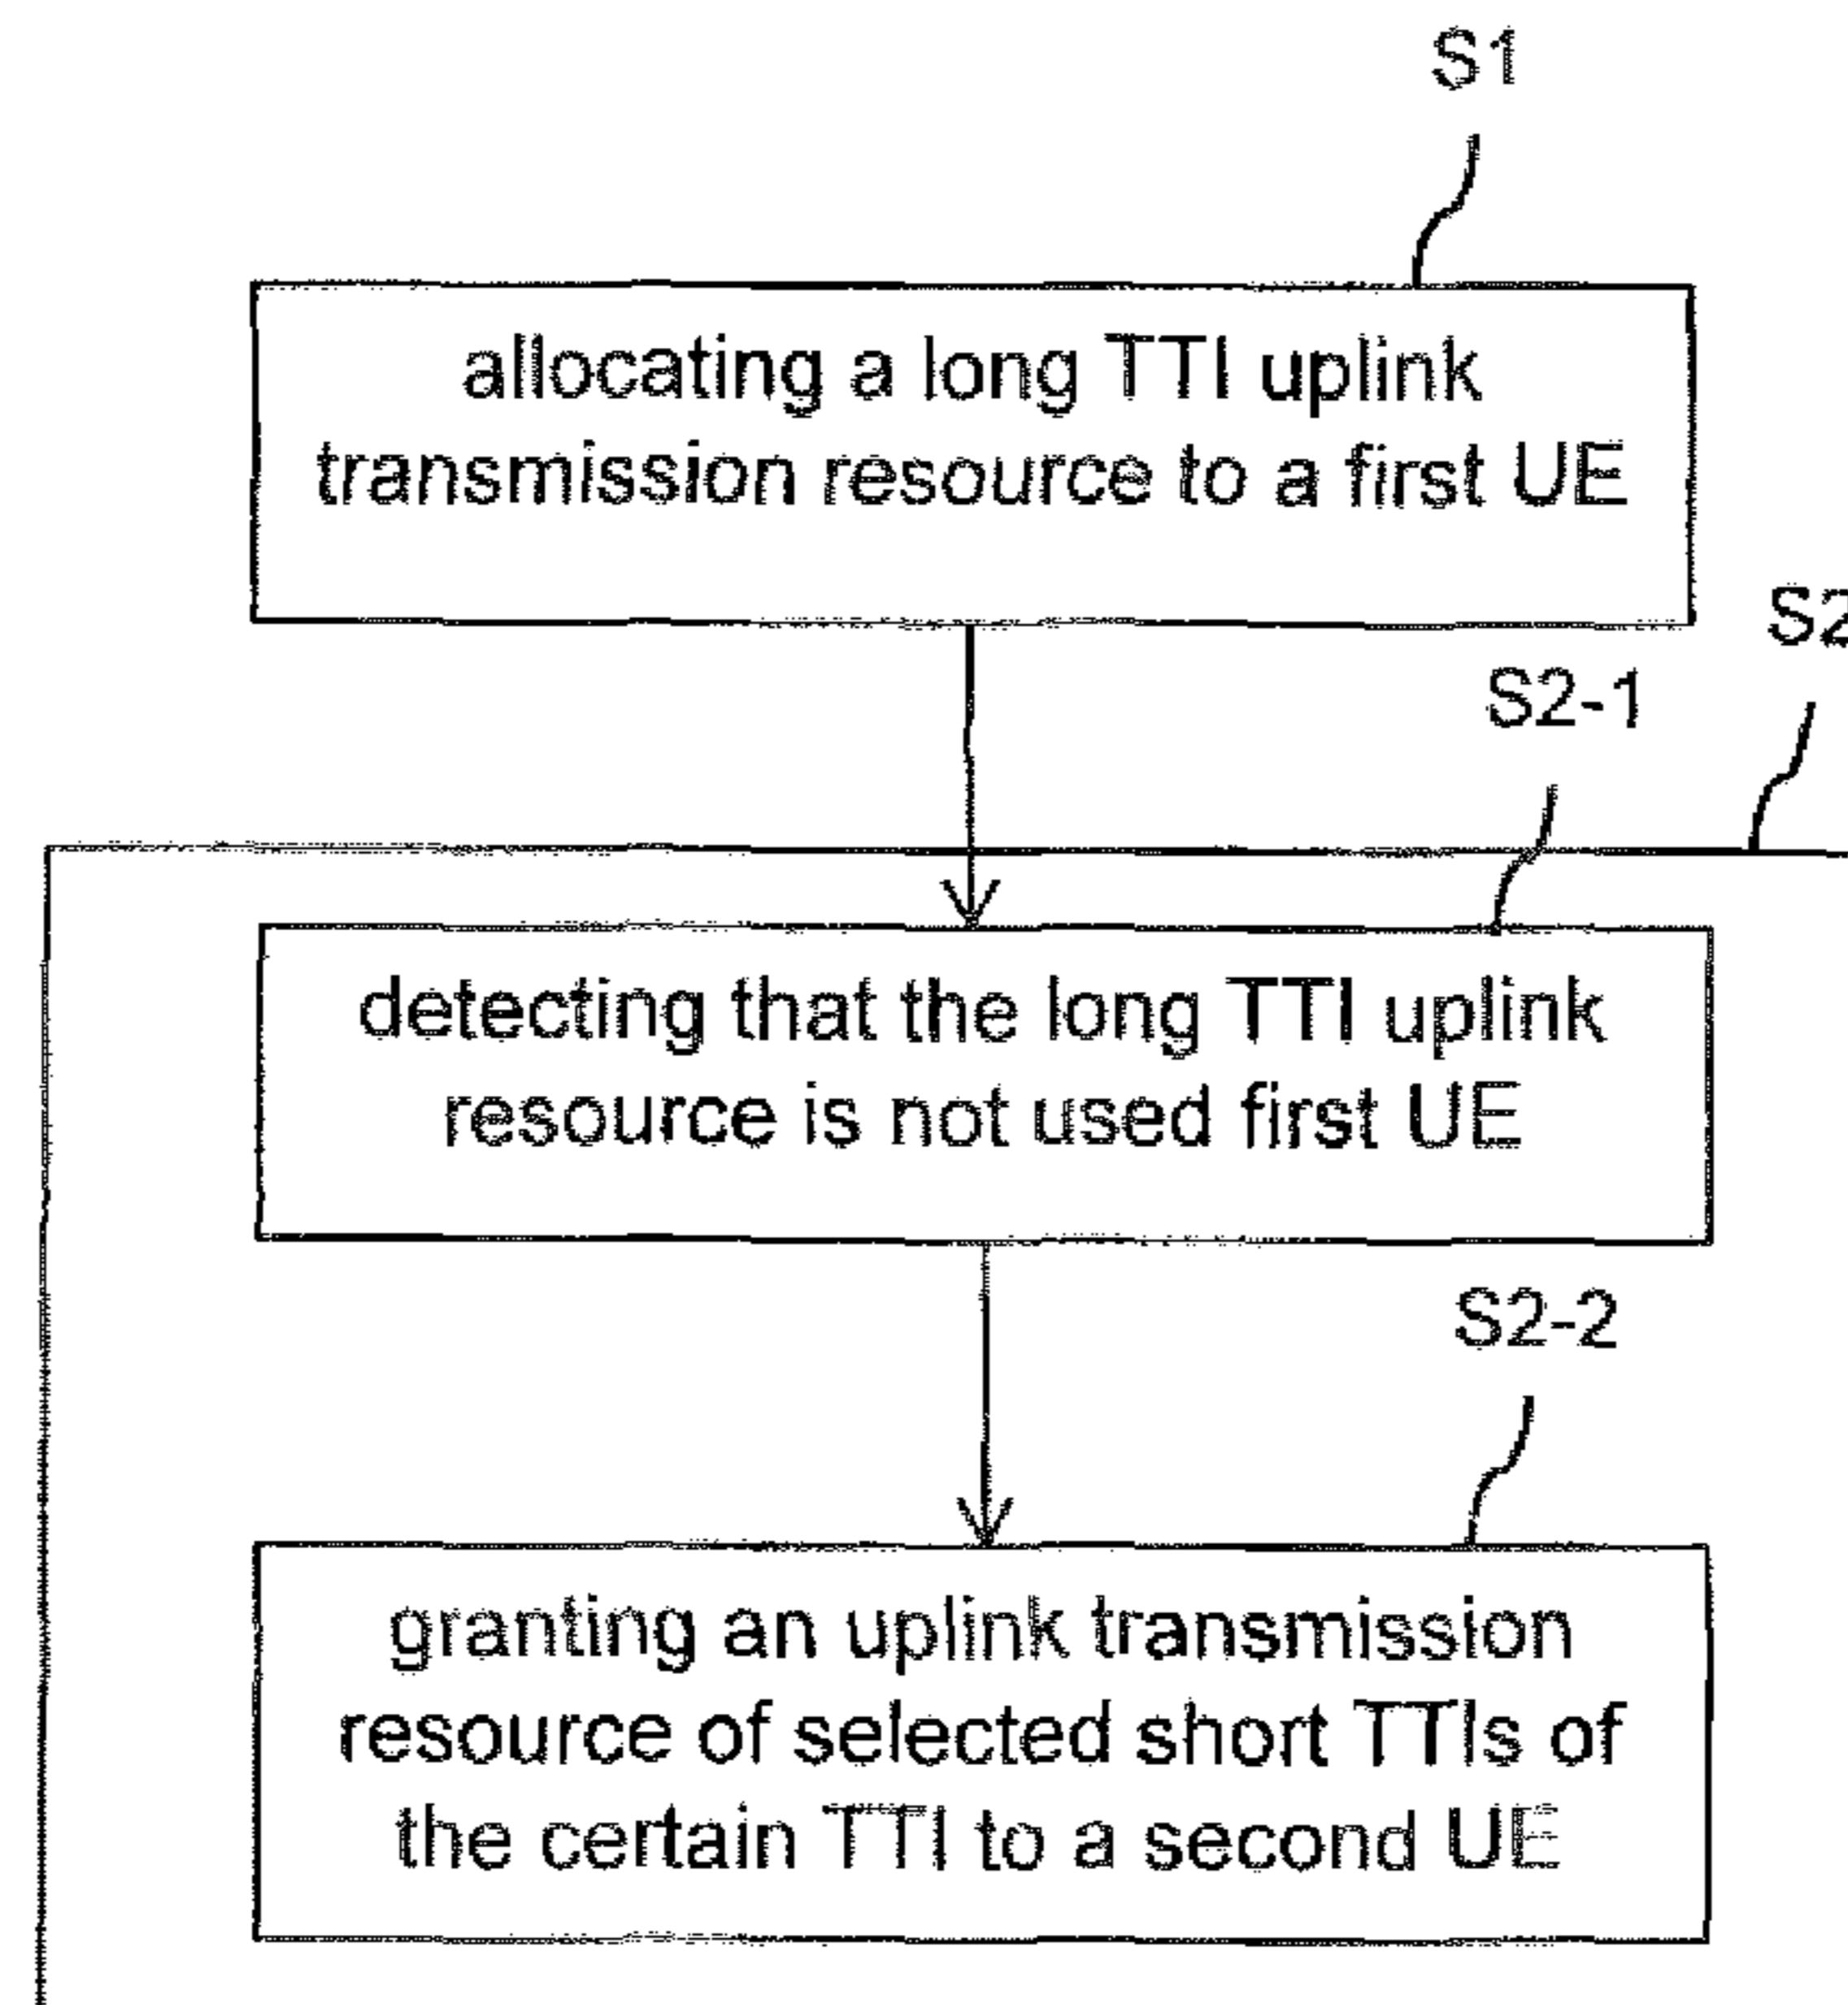 S1
allocating a long TTI uplink
transmission resource to a first UE
S2
S2-1
detecting that the long TTI uplink
resource is not used first UE
S2-2
granting an uplink transmission
resource of selected short TTIs of
the certain TTI to a second UE